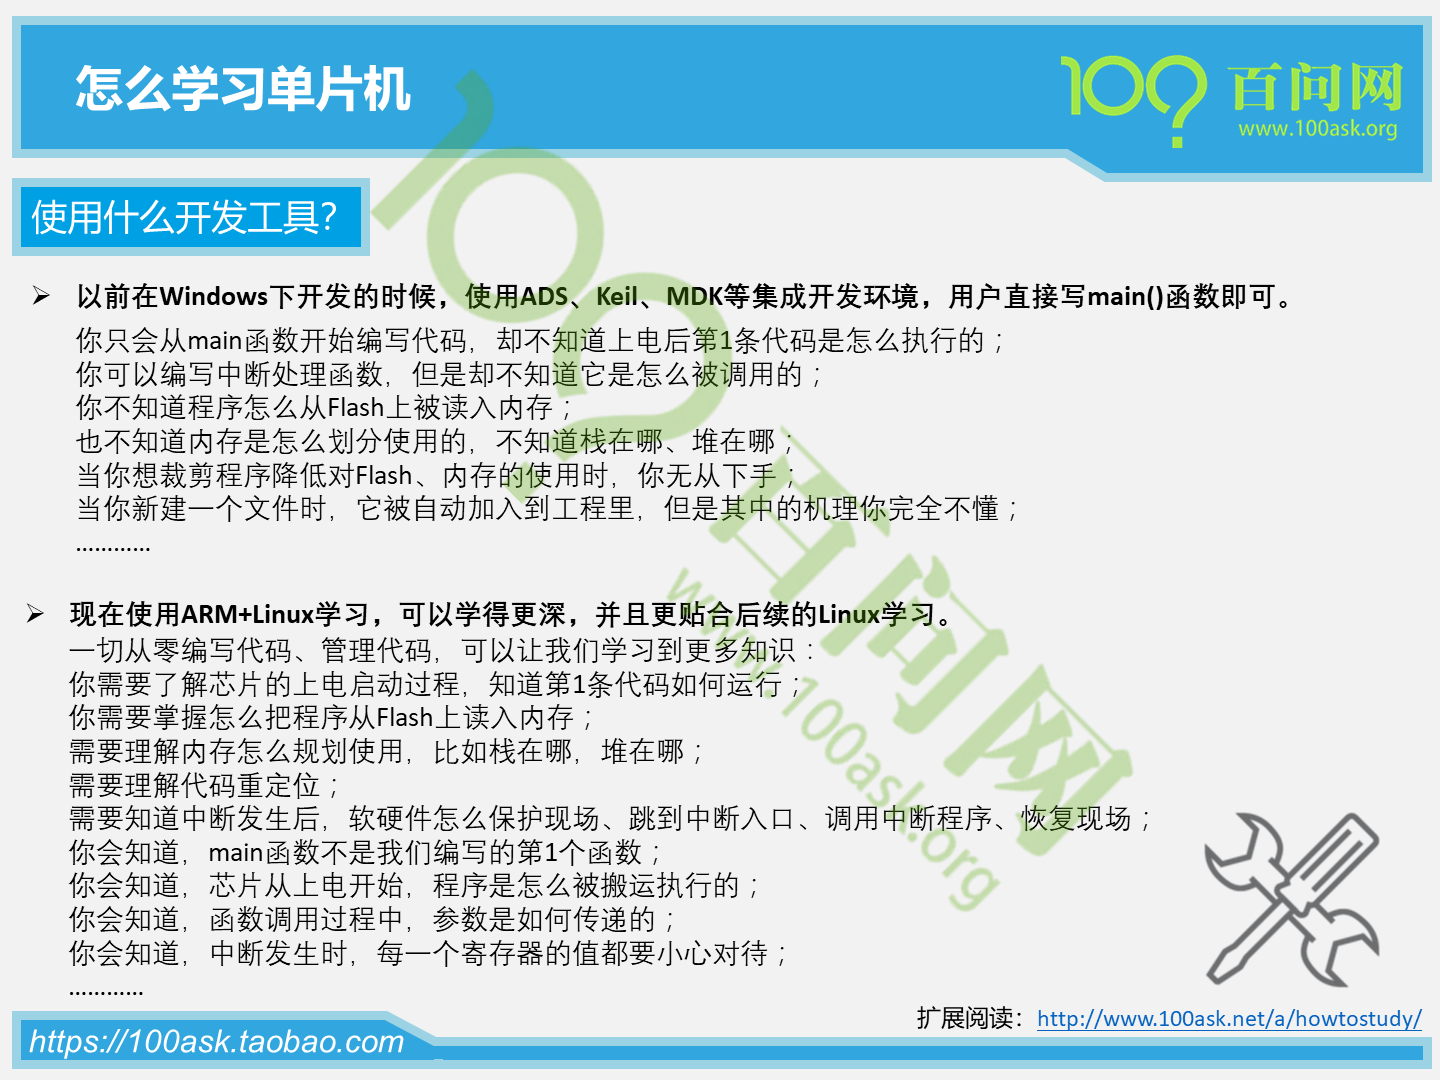 怎么学习单片机
100?
百问网
www.100ask.org
使用什么开发工具？
以前在Windows下开发的时候，使用ADS、Keil、MDK等集成开发环境，用户直接写main()函数即可。
你只会从main函数开始编写代码，却不知道上电后第1条代码是怎么执行的；
你可以编写中断处理函数，但是却不知道它是怎么被调用的；
你不知道程序怎么从Flash上被读入内存；
也不知道内存是怎么划分使用的，不知道栈在哪、堆在哪；
当你想裁剪程序降低对Flash、内存的使用时，你无从下手；
当你新建一个文件时，它被自动加入到工程里，但是其中的机理你完全不懂；
…………
现在使用ARM+Linux学习，可以学得更深，并且更贴合后续的Linux学习。
一切从零编写代码、管理代码，可以让我们学习到更多知识：
你需要了解芯片的上电启动过程，知道第1条代码如何运行；
你需要掌握怎么把程序从Flash上读入内存；
需要理解内存怎么规划使用，比如栈在哪，堆在哪；
需要理解代码重定位；
需要知道中断发生后，软硬件怎么保护现场、跳到中断入口、调用中断程序、恢复现场；
你会知道，main函数不是我们编写的第1个函数；
你会知道，芯片从上电开始，程序是怎么被搬运执行的；
你会知道，函数调用过程中，参数是如何传递的；
你会知道，中断发生时，每一个寄存器的值都要小心对待；
…………
扩展阅读：http://www.100ask.net/a/howtostudy/
https://100ask.taobao.com
100?
百问网
www.100ask.org